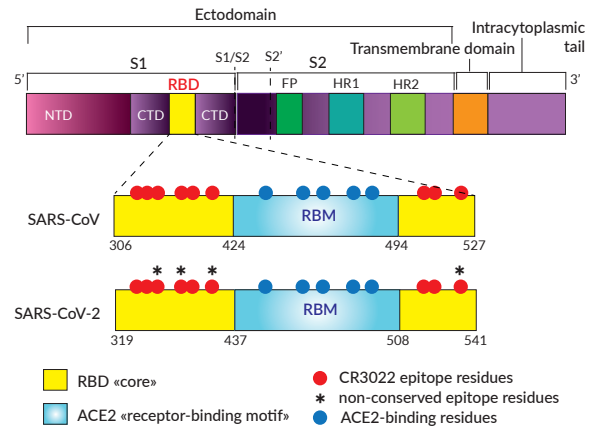 Ectodomain
Intracytoplasmic
tail
Transmembrane domain
S1
S1/S2
S2'
S2
5'
RBD
FP
HR1
HR2
3'
NTD
CTD
CTD
SARS-CoV
RBM
306
424
494
527
* * * *
SARS-CoV-2
RBM
319
437
508
541
RBD «core»
CR3022 epitope residues
* non-conserved epitope residues
ACE2 «receptor-binding motif»
ACE2-binding residues